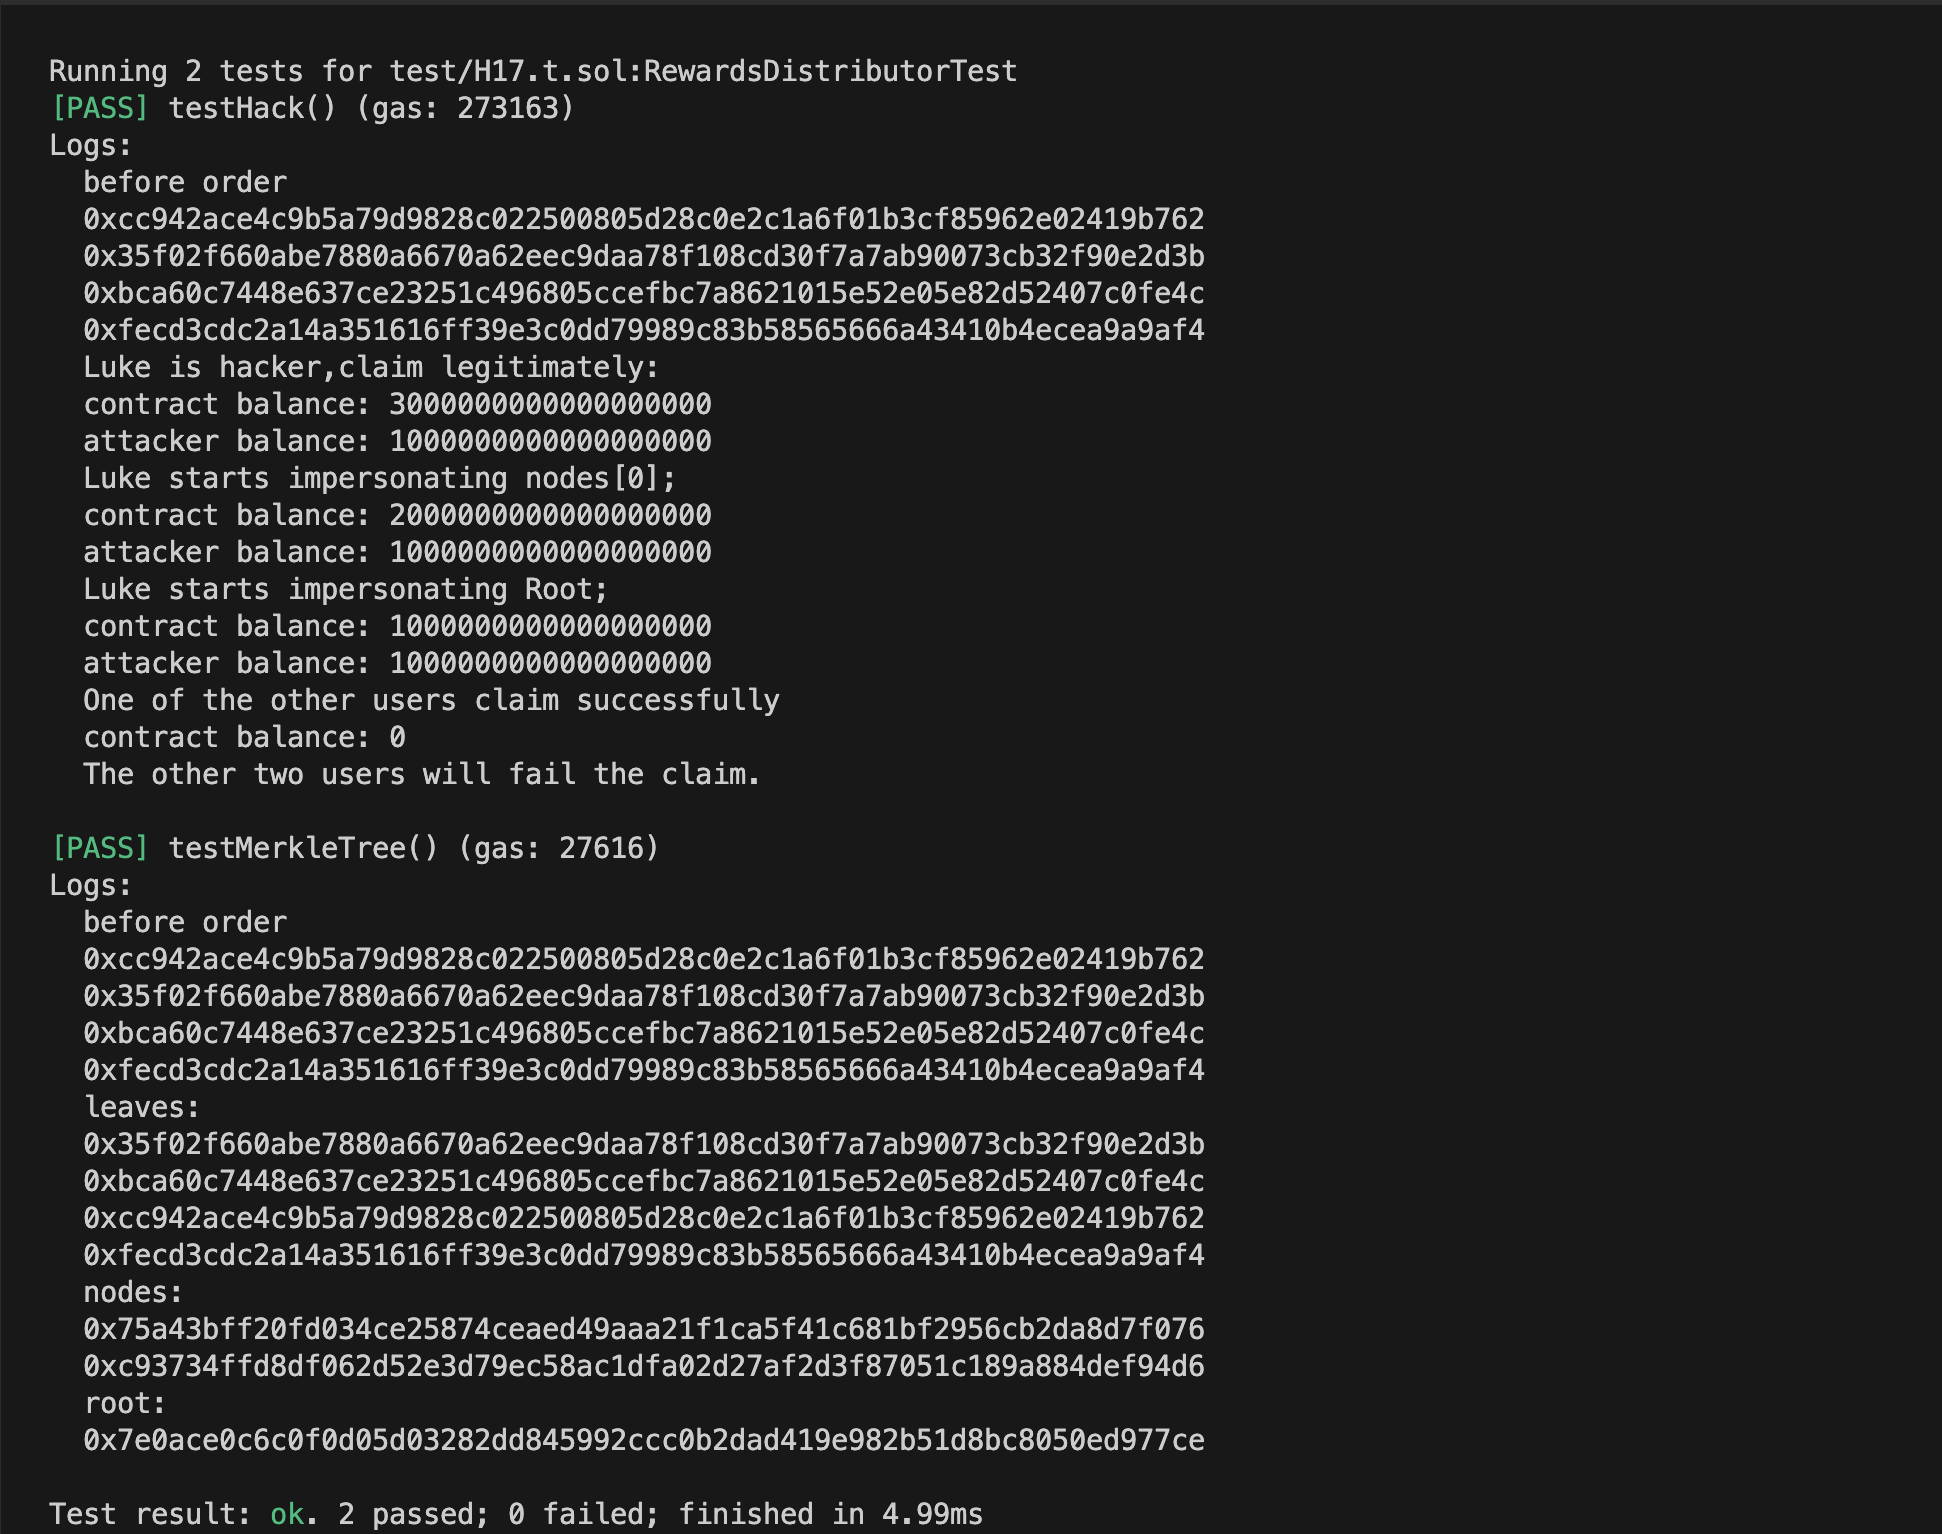 Running 2 tests for test/H17.t.sol:RewardsDistributorTest
[PASS] testHack() (gas: 273163)
Logs:
before order
0xcc942ace4c9b5a79d9828c022500805d28c0e2c1a6f01b3cf85962e02419b762
0x35f02f660abe7880a6670a62eec9daa78f108cd30f7a7ab90073cb32f90e2d3b
0xbca60c7448e637ce23251c496805ccefbc7a8621015e52e05e82d52407c0fe4c
0xfecd3cdc2a14a351616ff39e3c0dd79989c83b58565666a43410b4ecea9a9af4
Luke is hacker,claim legitimately:
contract balance: 3000000000000000000
attacker balance: 1000000000000000000
Luke starts impersonating nodes[0];
contract balance: 2000000000000000000
attacker balance: 1000000000000000000
Luke starts impersonating Root;
contract balance: 1000000000000000000
attacker balance: 1000000000000000000
One of the other users claim successfully
contract balance: 0
The other two users will fail the claim.
[PASS] testMerkleTree() (gas: 27616)
Logs:
before order
0xcc942ace4c9b5a79d9828c022500805d28c0e2c1a6f01b3cf85962e02419b762
0x35f02f660abe7880a6670a62eec9daa78f108cd30f7a7ab90073cb32f90e2d3b
0xbca60c7448e637ce23251c496805ccefbc7a8621015e52e05e82d52407c0fe4c
0xfecd3cdc2a14a351616ff39e3c0dd79989c83b58565666a43410b4ecea9a9af4
leaves:
0x35f02f660abe7880a6670a62eec9daa78f108cd30f7a7ab90073cb32f90e2d3b
0xbca60c7448e637ce23251c496805ccefbc7a8621015e52e05e82d52407c0fe4c
0xcc942ace4c9b5a79d9828c022500805d28c0e2c1a6f01b3cf85962e02419b762
0xfecd3cdc2a14a351616ff39e3c0dd79989c83b58565666a43410b4ecea9a9af4
nodes:
0x75a43bff20fd034ce25874ceaed49aaa21f1ca5f41c681bf2956cb2da8d7f076
0xc93734ffd8df062d52e3d79ec58ac1dfa02d27af2d3f87051c189a884def94d6
root:
0x7e0ace0c6c0f0d05d03282dd845992ccc0b2dad419e982b51d8bc8050ed977ce
Test result: ok. 2 passed; 0 failed; finished in 4.99ms